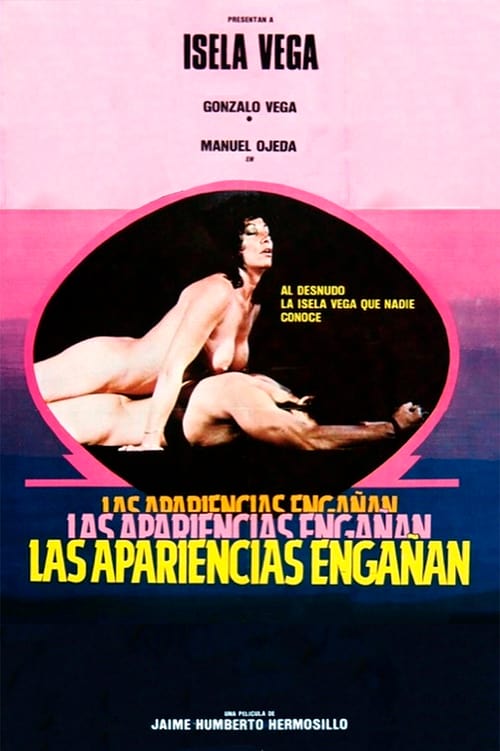 PRESENTAN A
ISELA VEGA
GONZALO VEGA
•
MANUEL OJEDA
EN
AL DESNUDO
LA ISELA VEGA QUE NADIE
CONOCE
LAS APARIENCIAS ENGAÑAN
LAS APARIENCIAS ENGAÑAN
LAS APARIENCIAS ENGAÑAN
UNA PELICULA DE
JAIME HUMBERTO HERMOSILLO